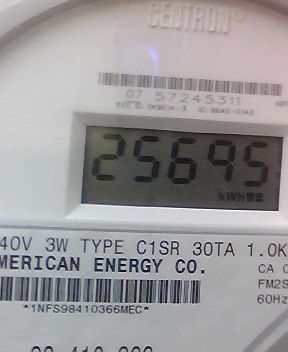 CENTRON®
07 57245311
25695
kWh
40V 3W TYPE C1SR 30TA 1.0K
MERICAN ENERGY CO.
CA 0
FM2S
*1NFS98410366MEC*
60Hz